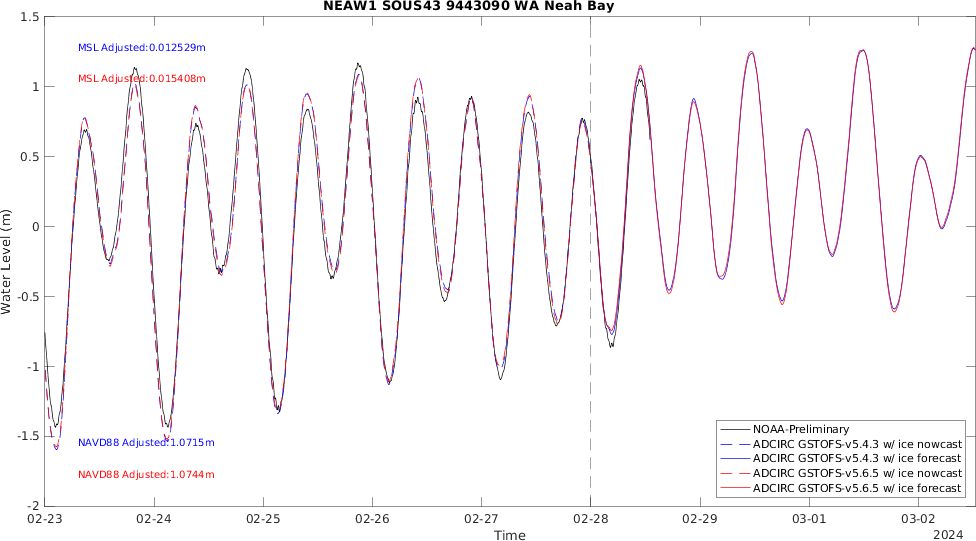 NEAW1 SOUS43 9443090 WA Neah Bay
1.5
1
0.5
0
-0.5
-1
-1.5
-2
Water Level (m)
MSL Adjusted:0.012529m
MSL Adjusted:0.015408m
NAVD88 Adjusted:1.0715m
NAVD88 Adjusted:1.0744m
NOAA-Preliminary
ADCIRC GSTOFS-v5.4.3 w/ ice nowcast
ADCIRC GSTOFS-v5.4.3 w/ ice forecast
ADCIRC GSTOFS-v5.6.5 w/ ice nowcast
ADCIRC GSTOFS-v5.6.5 w/ ice forecast
02-23 02-24 02-25 02-26 02-27 02-28 02-29 03-01 03-02
Time
2024